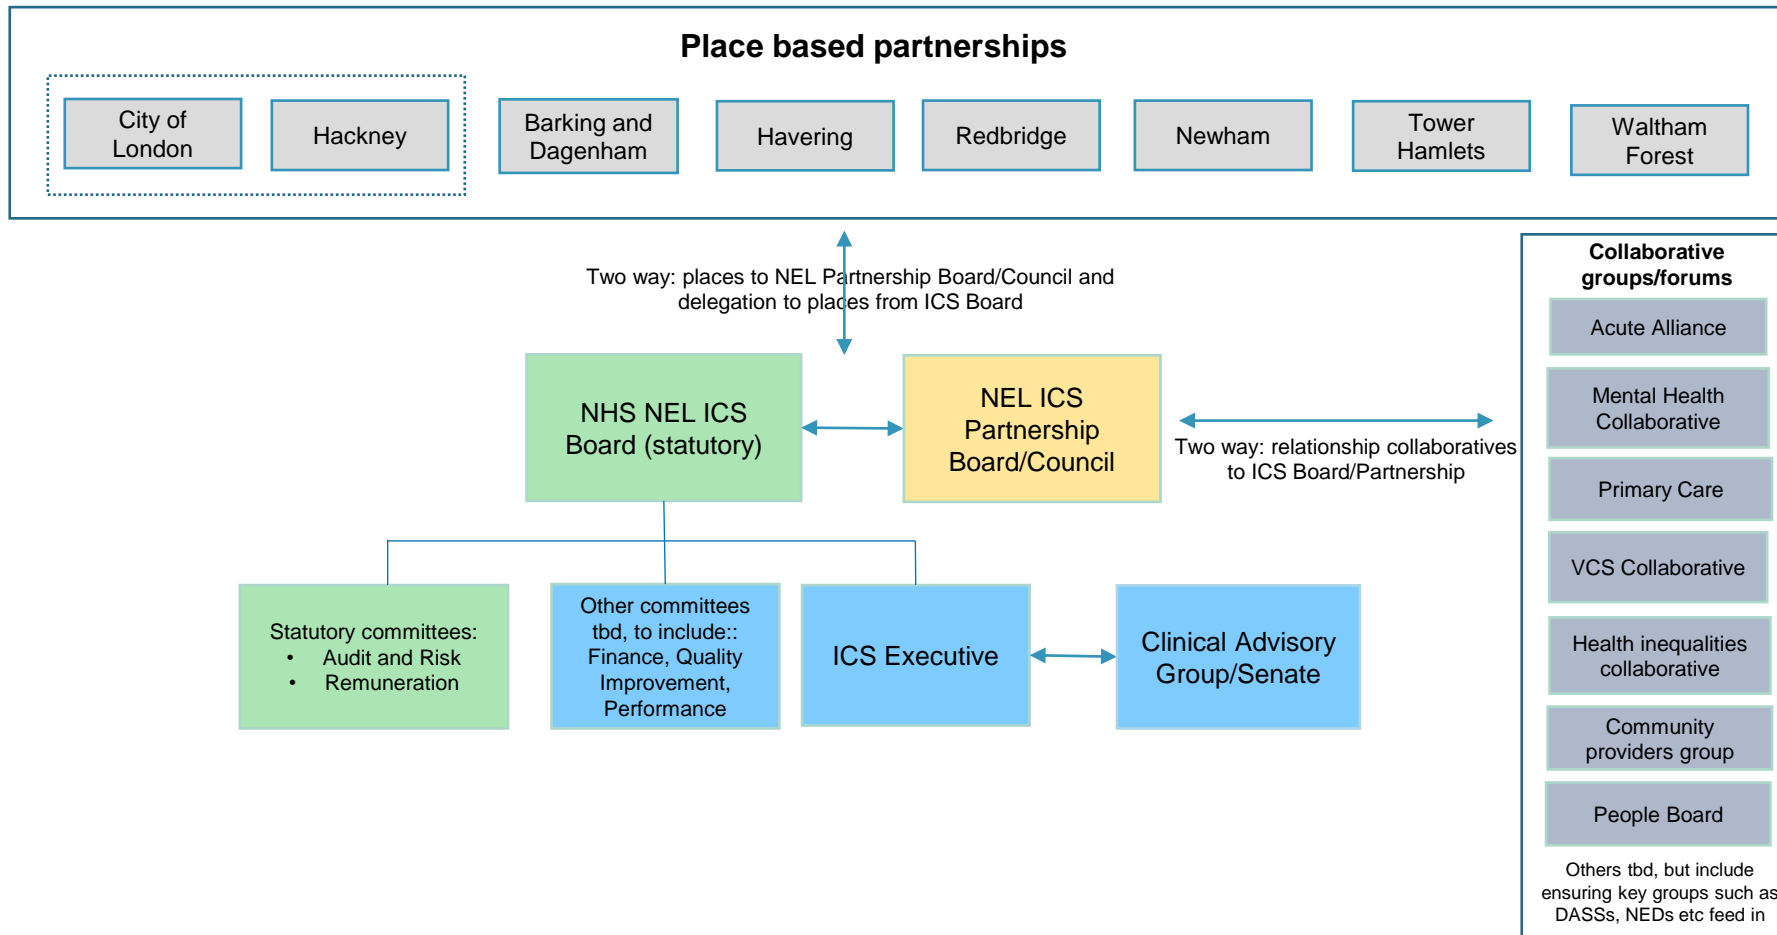 Place based partnerships
City of
London
Hackney
Barking and
Dagenham
Havering
Redbridge
Newham
Tower
Hamlets
Waltham
Forest
Two way: places to NEL Partnership Board/Council and
delegation to places from ICS Board
NHS NEL ICS
Board (statutory)
NEL ICS
Partnership
Board/Council
Two way: relationship collaboratives
to ICS Board/Partnership
Statutory committees:
• Audit and Risk
• Remuneration
Other committees
tbd, to include::
Finance, Quality
Improvement,
Performance
ICS Executive
Clinical Advisory
Group/Senate
Collaborative
groups/forums
Acute Alliance
Mental Health
Collaborative
Primary Care
VCS Collaborative
Health inequalities
collaborative
Community
providers group
People Board
Others tbd, but include
ensuring key groups such as
DASSs, NEDs etc feed in